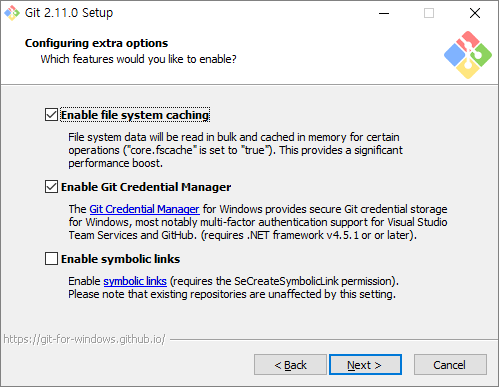 Git 2.11.0 Setup
Configuring extra options
Which features would you like to enable?
Enable file system caching
File system data will be read in bulk and cached in memory for certain
operations ("core.fscache" is set to "true"). This provides a significant
performance boost.
Enable Git Credential Manager
The Git Credential Manager for Windows provides secure Git credential storage
for Windows, most notably multi-factor authentication support for Visual Studio
Team Services and GitHub. (requires .NET framework v4.5.1 or or later).
Enable symbolic links
Enable symbolic links (requires the SeCreateSymbolicLink permission).
Please note that existing repositories are unaffected by this setting.
https://git-for-windows.github.io/
< Back
Next >
Cancel